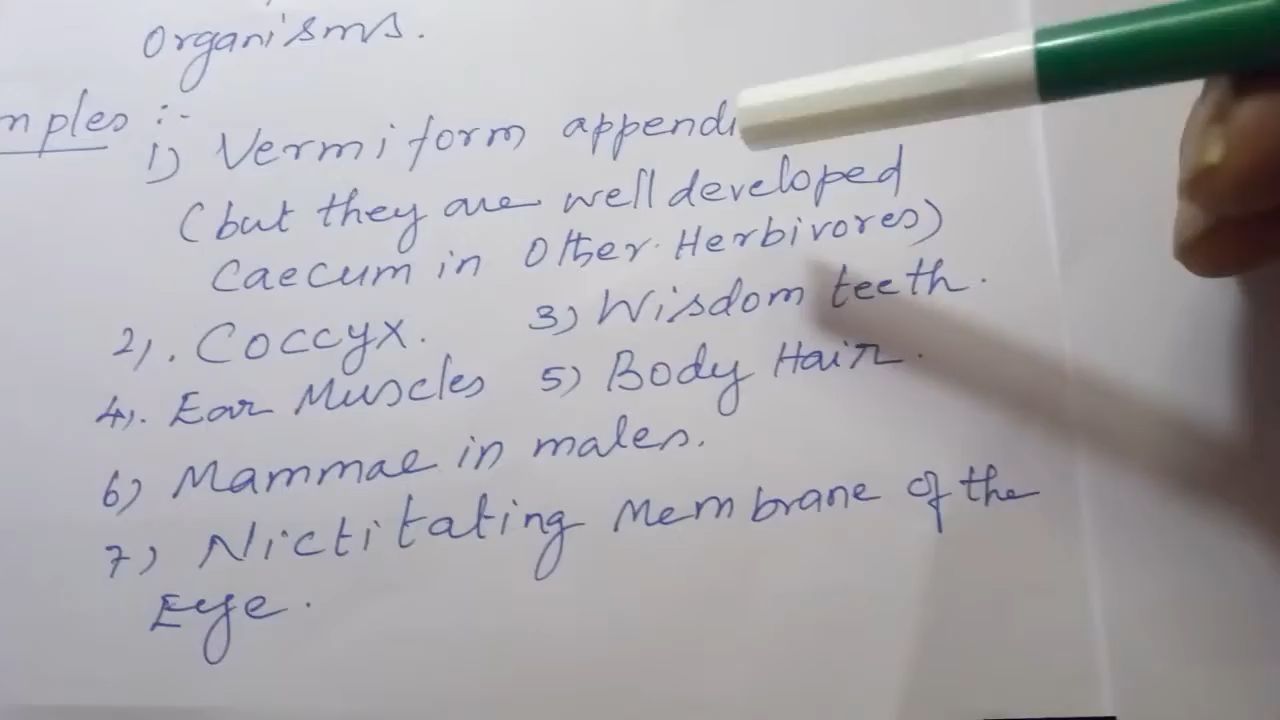 Organisms.
mples :-
1) Vermiform appendi
(but they are well developed
Caecum in Other Herbivores)
2). Coccyx. 3) Wisdom teeth.
4). Ear Muscles 5) Body Hair.
6) Mammae in males.
7) Nictitating Membrane of the
Eye.